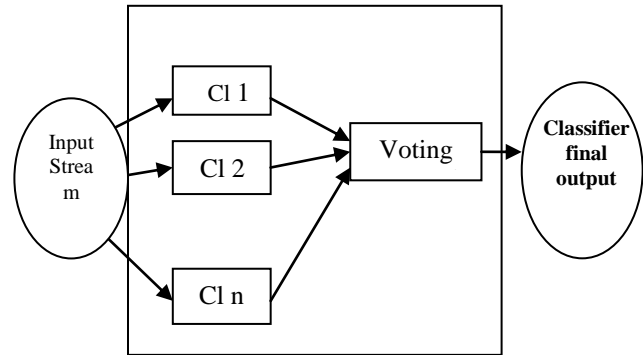 Input
Strea
m
Cl 1
Cl 2
Cl n
Voting
Classifier
final
output